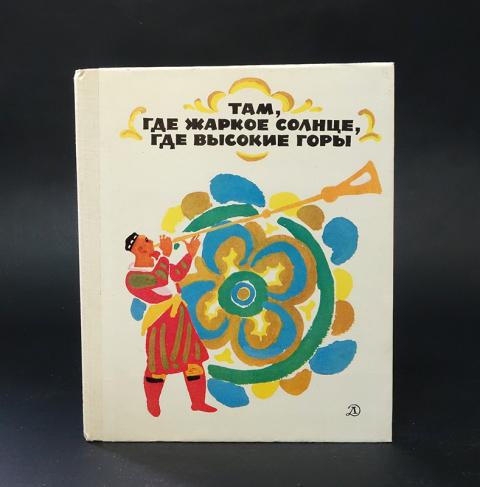 ТАМ,
ГДЕ ЖАРКОЕ СОЛНЦЕ,
ГДЕ ВЫСОКИЕ ГОРЫ